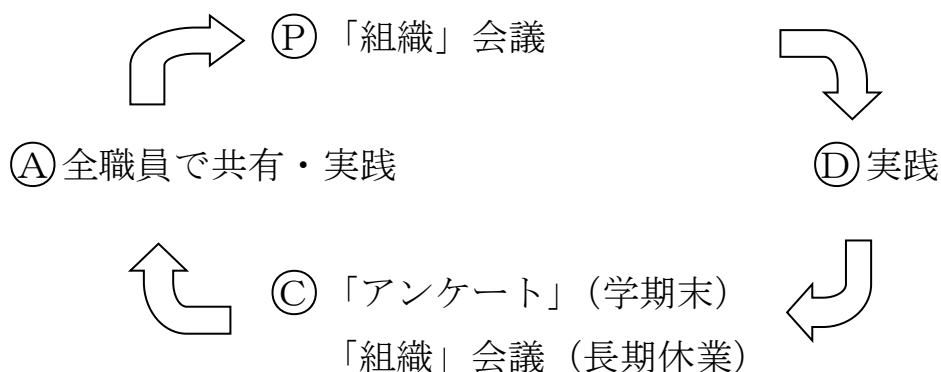 Ⓟ「組織」会議
Ⓐ全職員で共有・実践
Ⓓ実践
Ⓒ「アンケート」（学期末）
「組織」会議（長期休業）